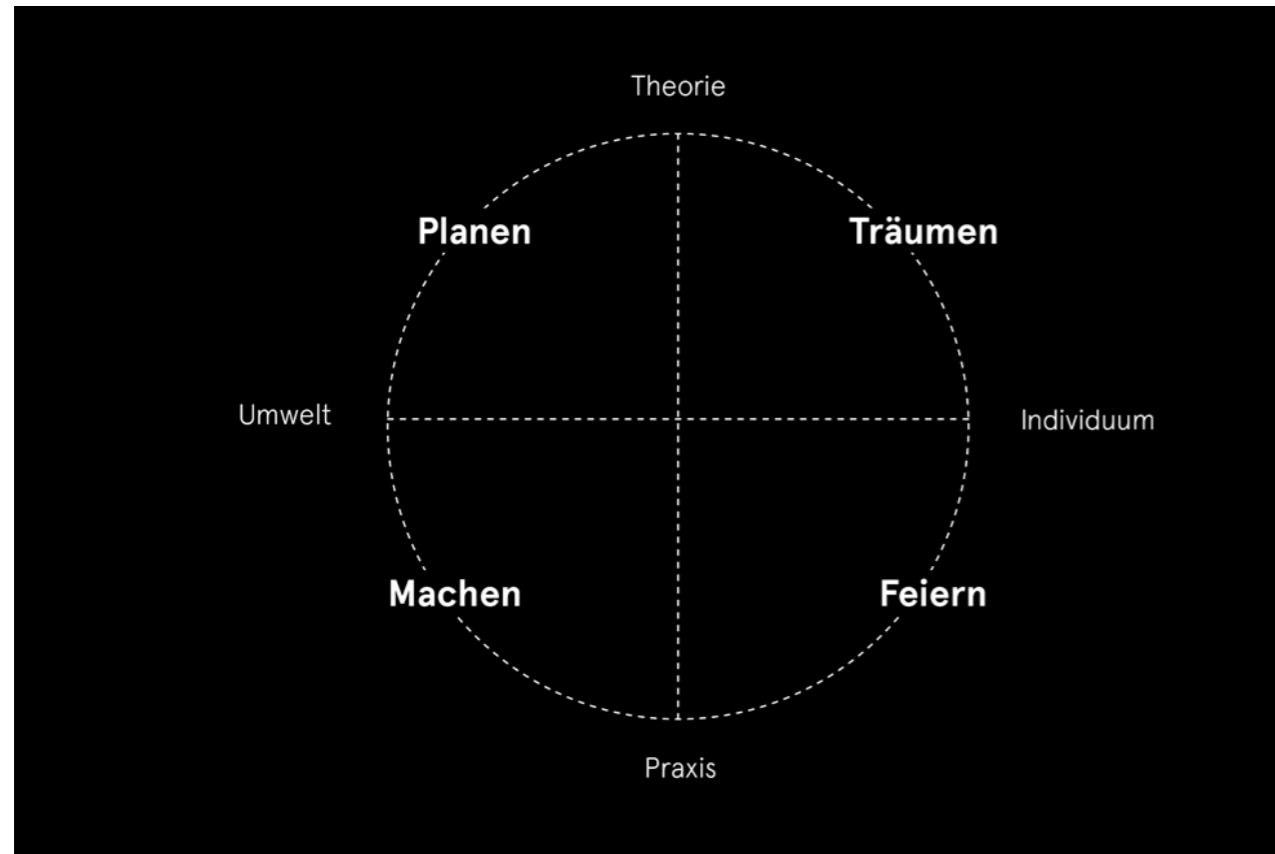 Theorie
Planen
Träumen
Umwelt
Individuum
Machen
Feiern
Praxis